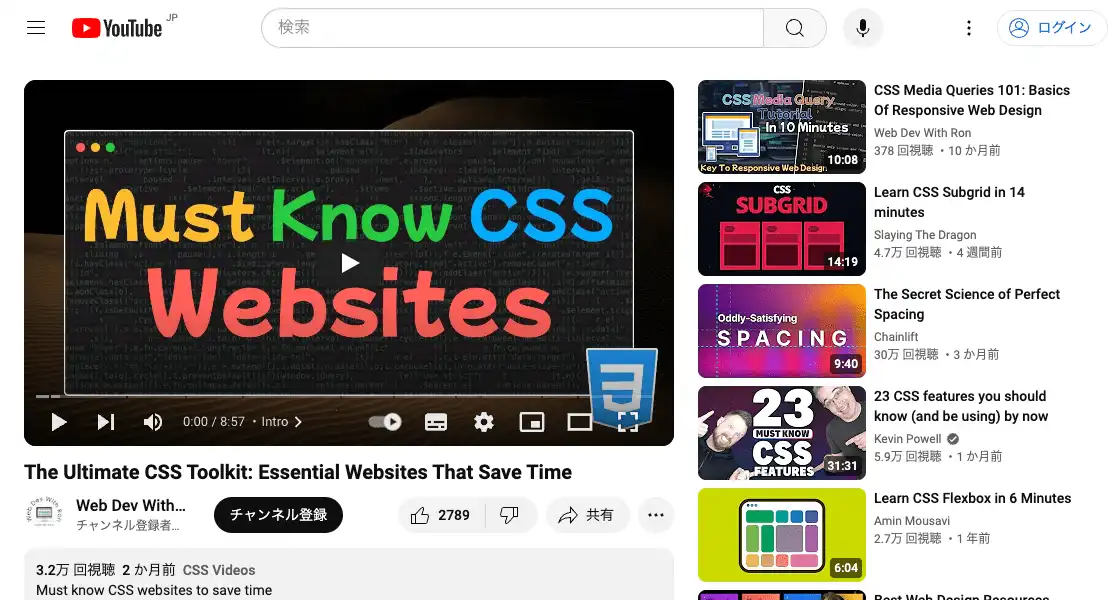 YouTube JP
検索
ログイン
Must Know CSS
Websites
0:00 / 8:57 • Intro
The Ultimate CSS Toolkit: Essential Websites That Save Time
Web Dev With...
チャンネル登録者...
チャンネル登録
2789
共有
3.2万 回視聴 2 か月前 CSS Videos
Must know CSS websites to save time
CSS Media Query
Tutorial
In 10 Minutes
Key To Responsive Web Design
10:08
CSS Media Queries 101: Basics
Of Responsive Web Design
Web Dev With Ron
378 回視聴 ・10 か月前
CSS
SUBGRID
14:19
Learn CSS Subgrid in 14
minutes
Slaying The Dragon
4.7万 回視聴 ・4 週間前
Oddly-Satisfying
SPACING
9:40
The Secret Science of Perfect
Spacing
Chainlift
30万 回視聴 ・3 か月前
23
MUST KNOW
CSS
FEATURES
31:31
23 CSS features you should
know (and be using) by now
Kevin Powell
5.9万 回視聴 ・1 か月前
6:04
Learn CSS Flexbox in 6 Minutes
Amin Mousavi
2.7万 回視聴 ・1 年前
Best Web Design Resources